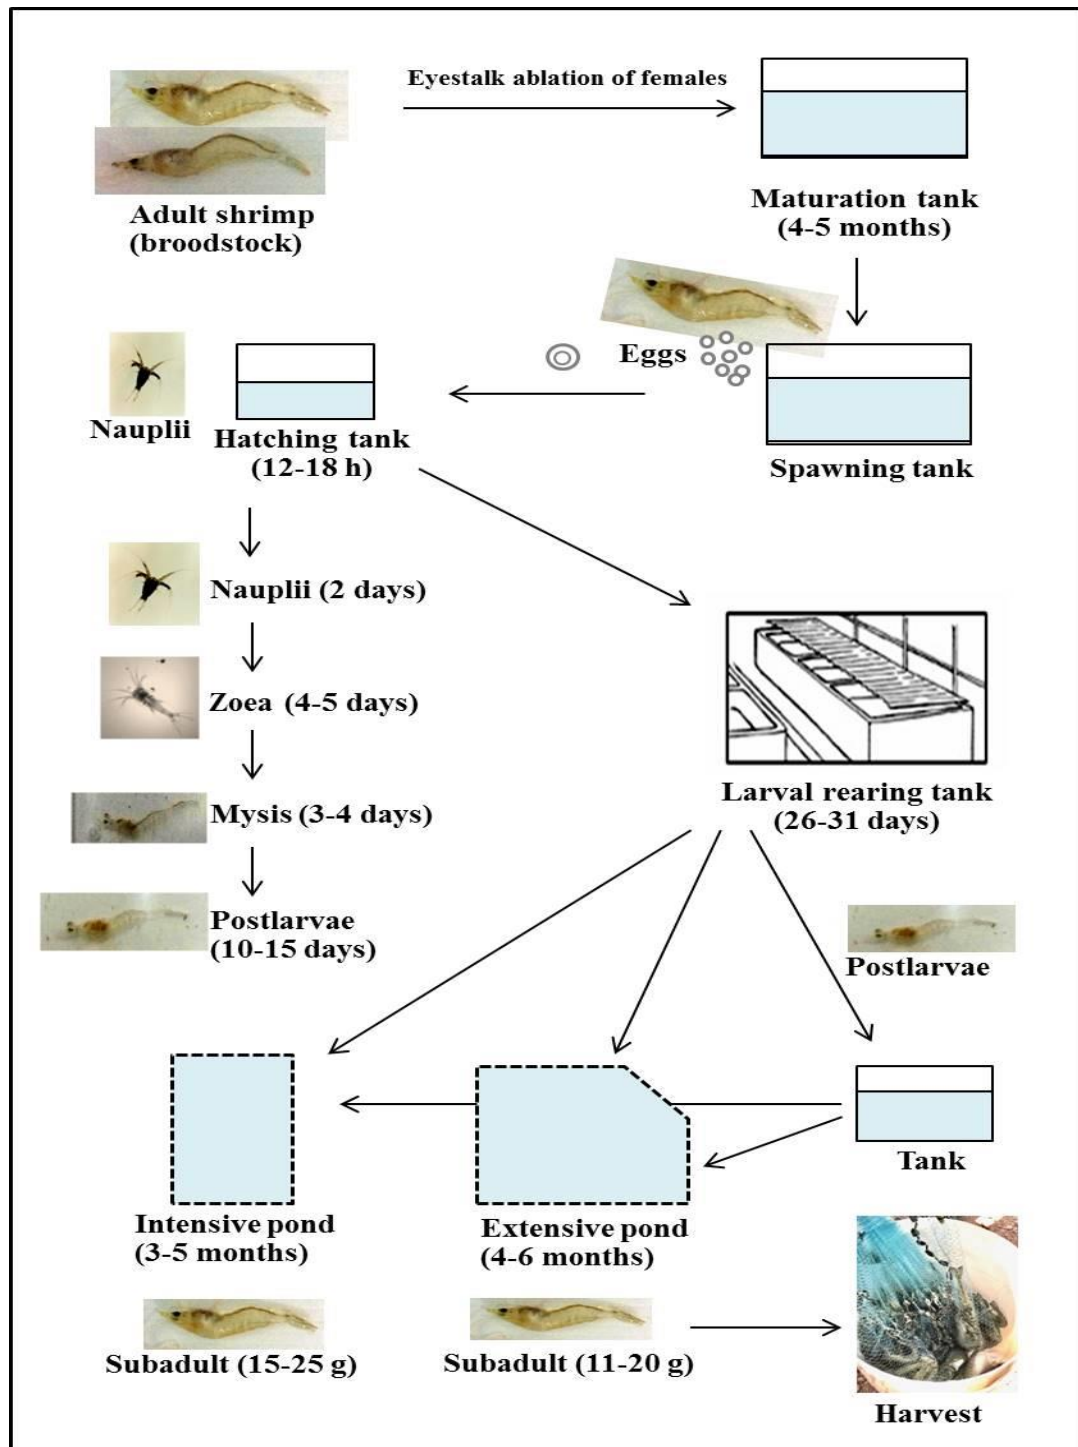 Eyestalk ablation of females
Adult shrimp
(broodstock)
Maturation tank
(4-5 months)
Eggs
Nauplii
Hatching tank
(12-18 h)
Spawning tank
Nauplii (2 days)
Zoea (4-5 days)
Mysis (3-4 days)
Postlarvae
(10-15 days)
Larval rearing tank
(26-31 days)
Postlarvae
Tank
Intensive pond
(3-5 months)
Extensive pond
(4-6 months)
Subadult (15-25 g)
Subadult (11-20 g)
Harvest